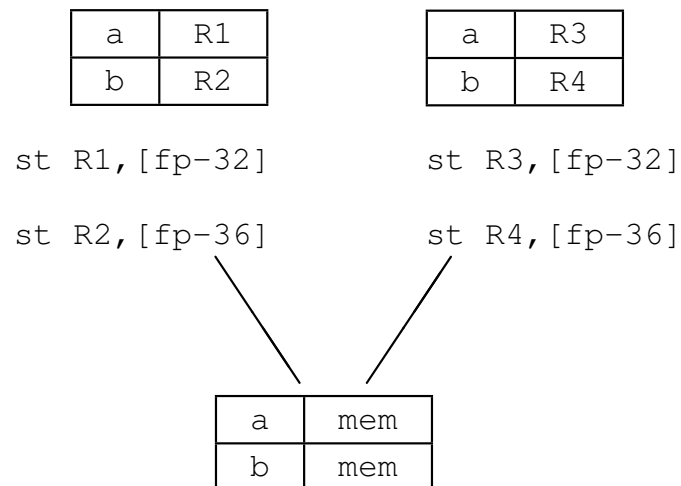 a R1 a R3
b R2 b R4
st R1,[fp-32] st R3,[fp-32]
st R2,[fp-36] st R4,[fp-36]
a mem
b mem